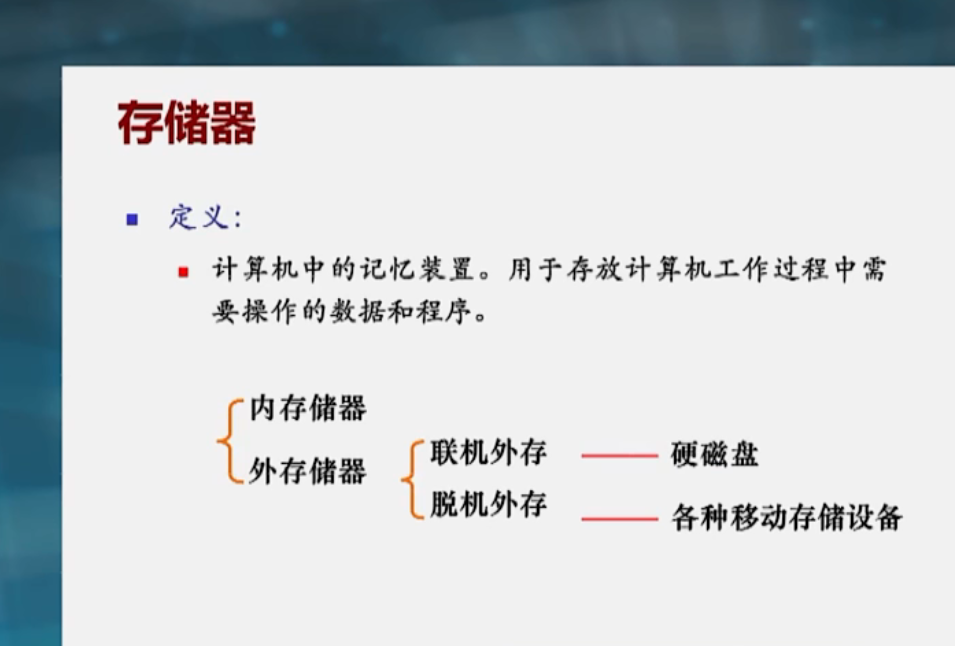 存储器
定义：
计算机中的记忆装置。用于存放计算机工作过程中需
要操作的数据和程序。
内存储器
外存储器
联机外存 硬磁盘
脱机外存 各种移动存储设备